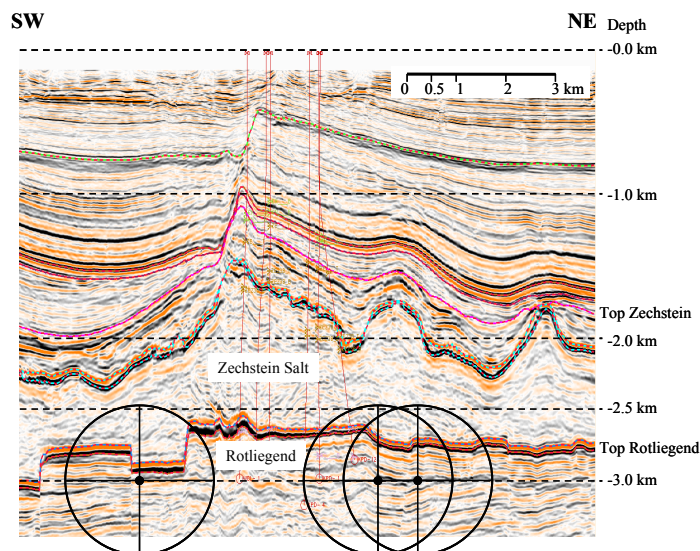 SW
NE
Depth
-0.0 km
0 0.5 1 2 3 km
-1.0 km
Top Zechstein
-2.0 km
Zechstein Salt
-2.5 km
Top Rotliegend
Rotliegend
-3.0 km